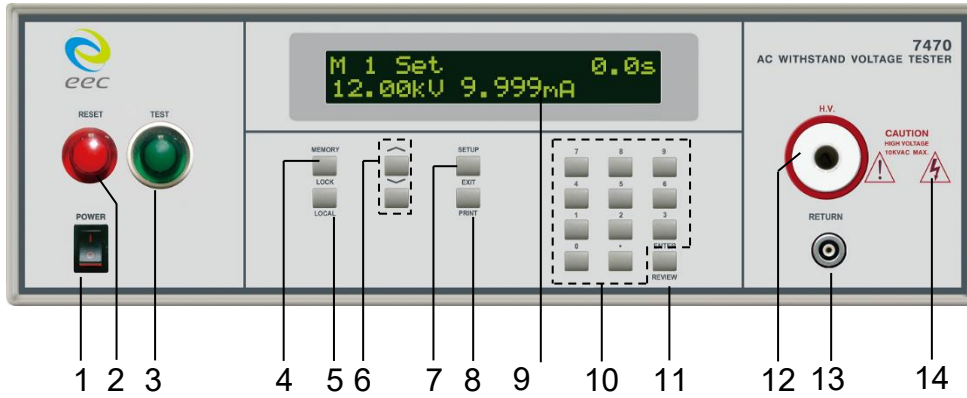 eec
RESET
TEST
POWER
M 1 Set 0.0s
12.00kV 9.999mA
MEMORY
LOCK
LOCAL
SETUP
EXIT
PRINT
7 8 9
4 5 6
1 2 3
0 . ENTER
REVIEW
7470
AC WITHSTAND VOLTAGE TESTER
H.V.
CAUTION
HIGH VOLTAGE
10KVAC MAX.
RETURN
1 2 3 4 5 6 7 8 9 10 11 12 13 14